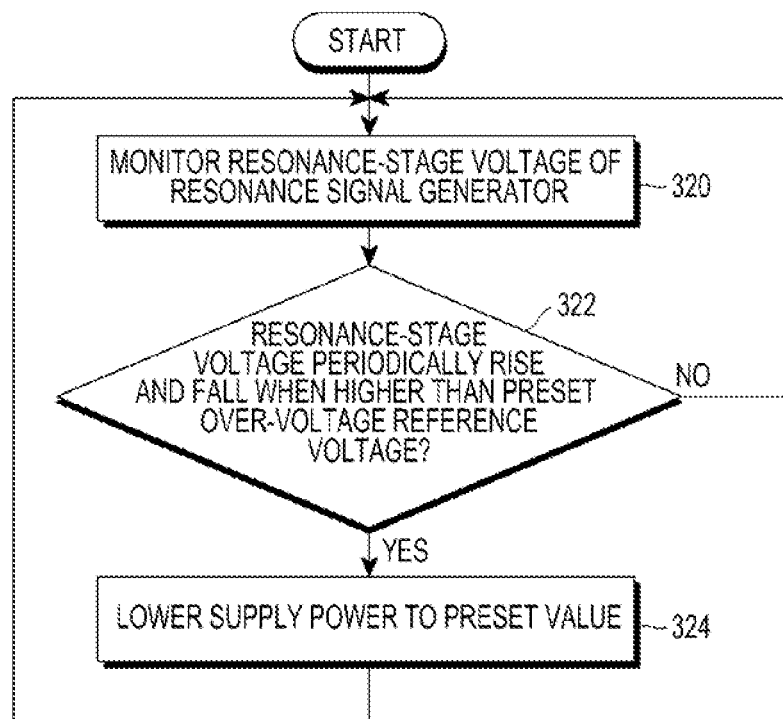 START
MONITOR RESONANCE-STAGE VOLTAGE OF
RESONANCE SIGNAL GENERATOR
320
322
RESONANCE-STAGE
VOLTAGE PERIODICALLY RISE
AND FALL WHEN HIGHER THAN PRESET
OVER-VOLTAGE REFERENCE
VOLTAGE?
NO
YES
LOWER SUPPLY POWER TO PRESET VALUE
324